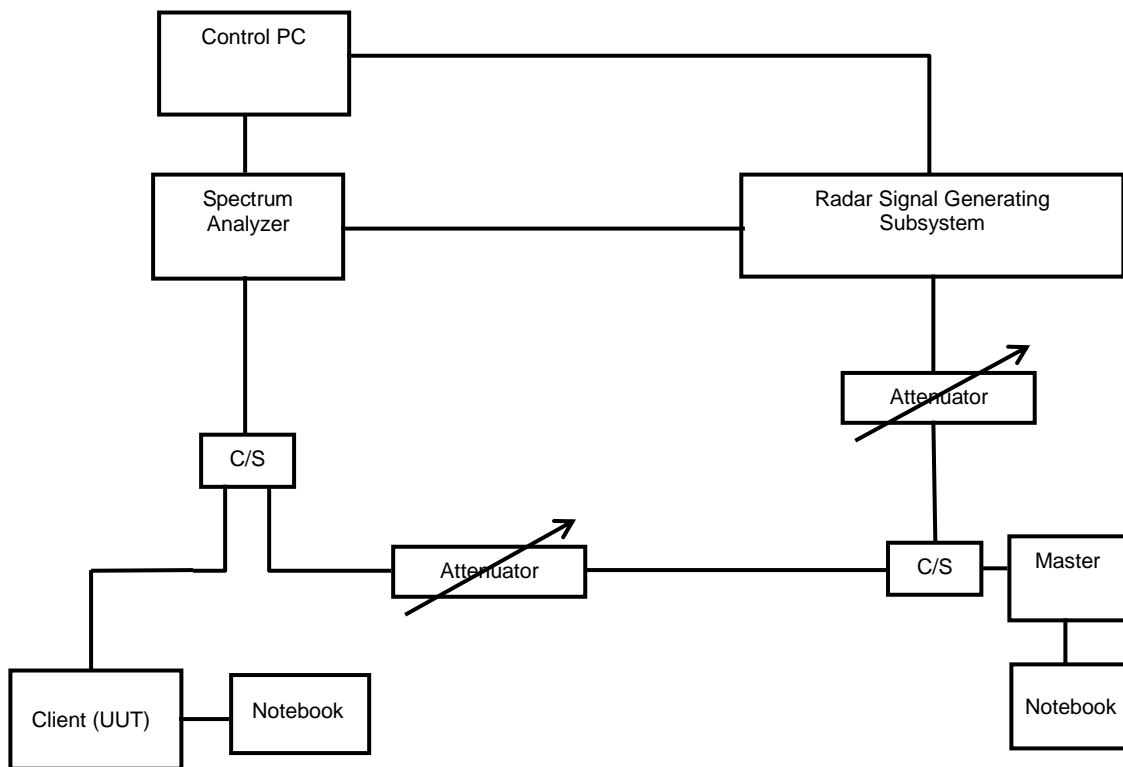 Control PC
Spectrum
Analyzer
Radar Signal Generating
Subsystem
Attenuator
C/S
Attenuator
C/S
Master
Client (UUT)
Notebook
Notebook